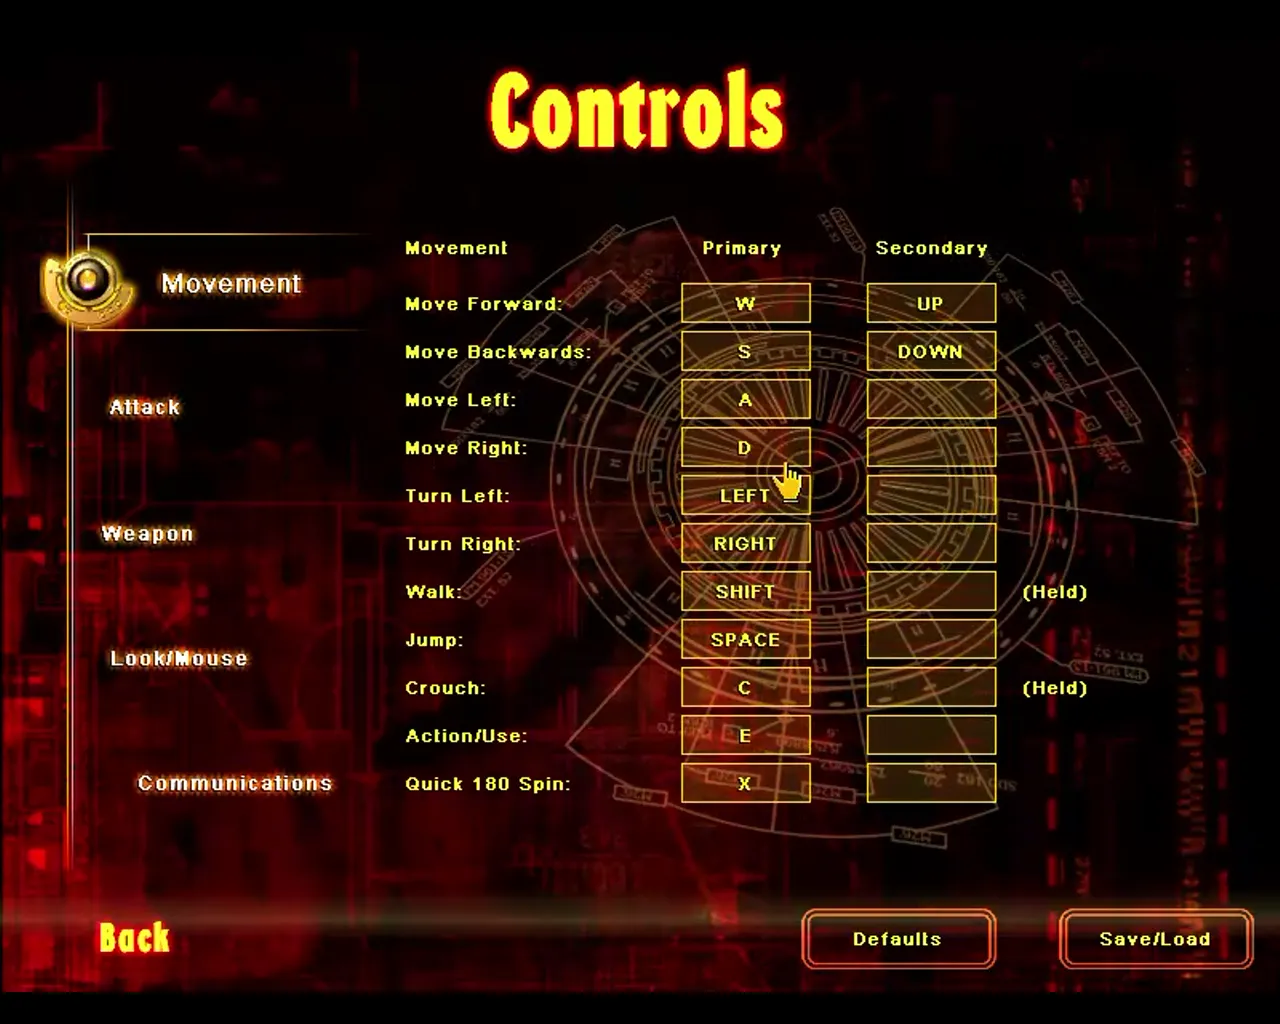 Controls
Movement Primary Secondary
Movement
Move Forward: W UP
Move Backwards: S DOWN
Move Left: A
Attack
Move Right: D
Turn Left: LEFT
Weapon
Turn Right: RIGHT
Walk: SHIFT (Held)
Jump: SPACE
Look/Mouse
Crouch: C (Held)
Action/Use: E
Communications
Quick 180 Spin: X
Back
Defaults
Save/Load